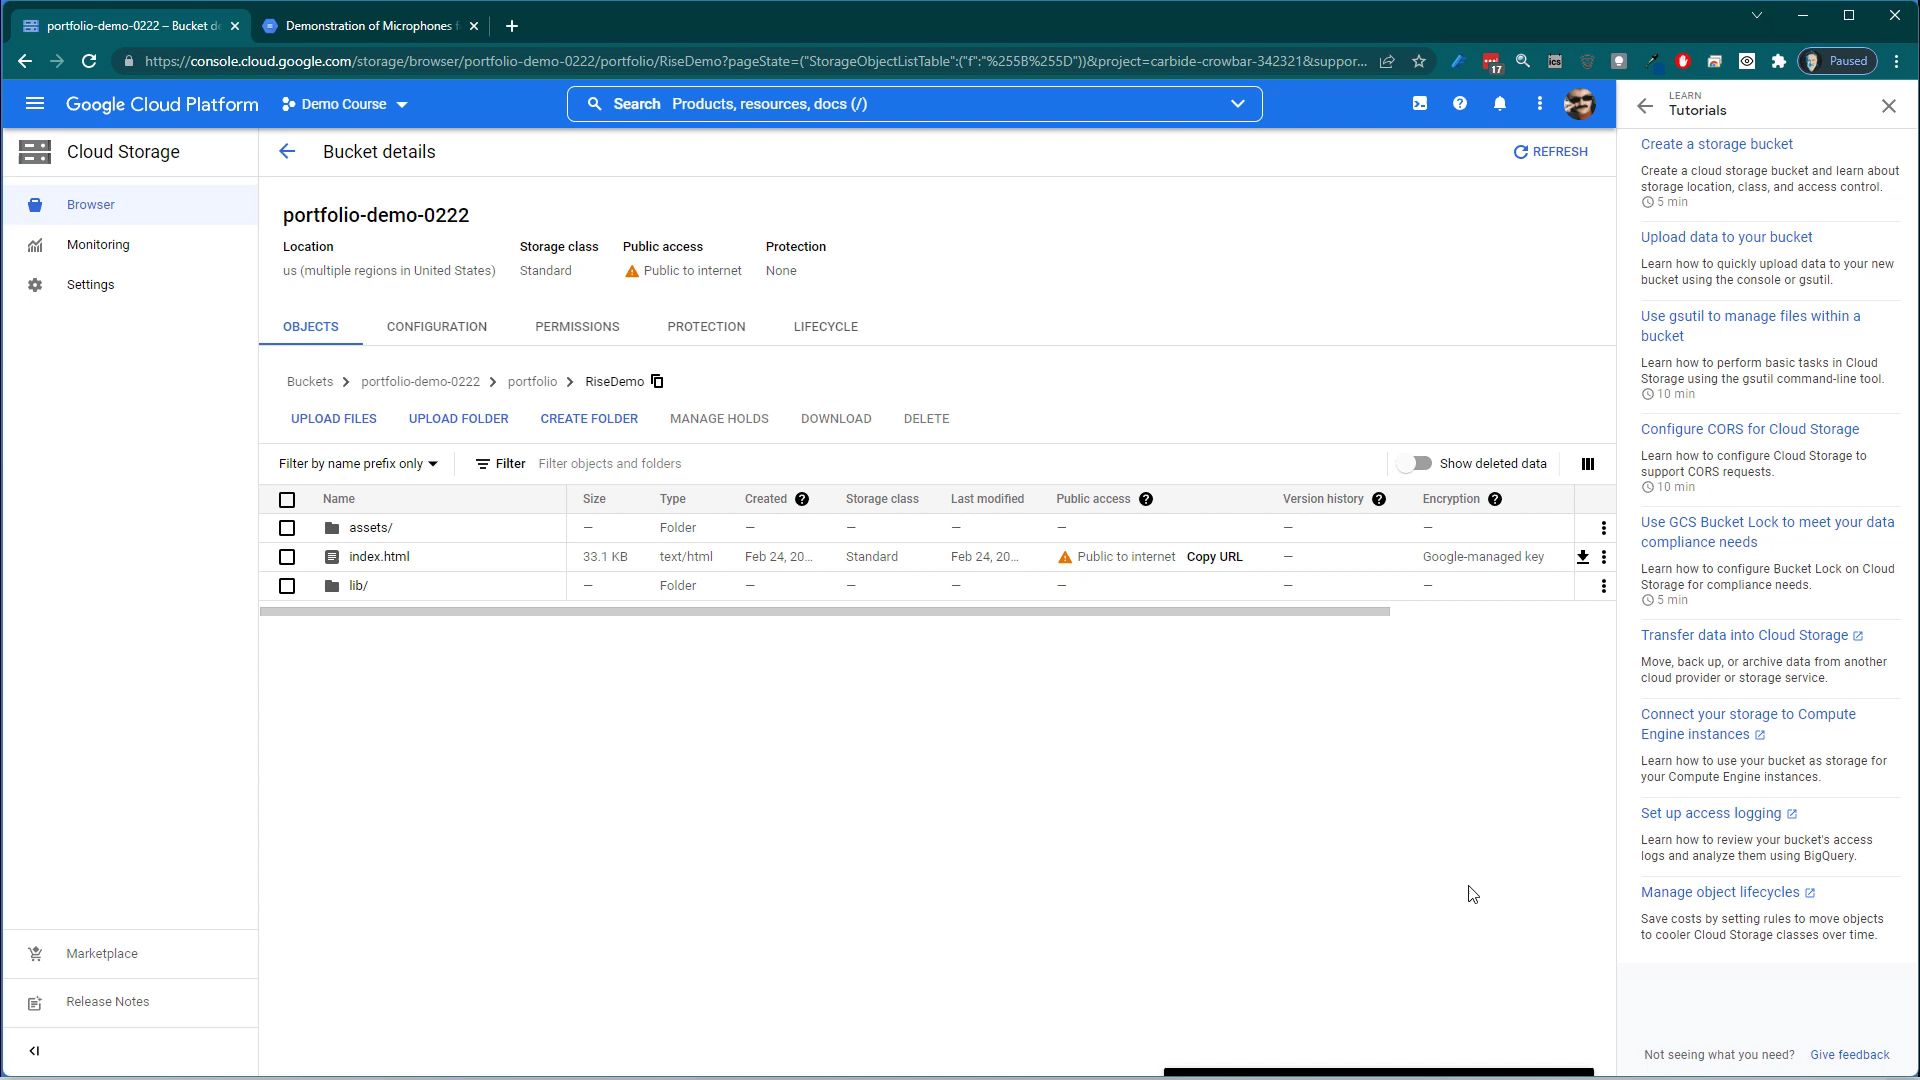 portfolio-demo-0222 – Bucket de
Demonstration of Microphones f
https://console.cloud.google.com/storage/browser/portfolio-demo-0222/portfolio/RiseDemo?pageState=("StorageObjectListTable":("f":"%255B%255D"))&project=carbide-crowbar-342321&suppor...
17
ics
Paused
Google Cloud Platform
Demo Course
Search Products, resources, docs (/)
LEARN
Tutorials
Cloud Storage
Browser
Monitoring
Settings
Marketplace
Release Notes
Bucket details
REFRESH
portfolio-demo-0222
Location Storage class Public access Protection
us (multiple regions in United States) Standard Public to internet None
OBJECTS CONFIGURATION PERMISSIONS PROTECTION LIFECYCLE
Buckets > portfolio-demo-0222 > portfolio > RiseDemo
UPLOAD FILES UPLOAD FOLDER CREATE FOLDER MANAGE HOLDS DOWNLOAD DELETE
Filter by name prefix only Filter Filter objects and folders Show deleted data
Name Size Type Created Storage class Last modified Public access Version history Encryption
assets/ — Folder — — — — — —
index.html 33.1 KB text/html Feb 24, 20... Standard Feb 24, 20... Public to internet Copy URL — Google-managed key
lib/ — Folder — — — — — —
Create a storage bucket
Create a cloud storage bucket and learn about
storage location, class, and access control.
5 min
Upload data to your bucket
Learn how to quickly upload data to your new
bucket using the console or gsutil.
Use gsutil to manage files within a
bucket
Learn how to perform basic tasks in Cloud
Storage using the gsutil command-line tool.
10 min
Configure CORS for Cloud Storage
Learn how to configure Cloud Storage to
support CORS requests.
10 min
Use GCS Bucket Lock to meet your data
compliance needs
Learn how to configure Bucket Lock on Cloud
Storage for compliance needs.
5 min
Transfer data into Cloud Storage
Move, back up, or archive data from another
cloud provider or storage service.
Connect your storage to Compute
Engine instances
Learn how to use your bucket as storage for
your Compute Engine instances.
Set up access logging
Learn how to review your bucket's access
logs and analyze them using BigQuery.
Manage object lifecycles
Save costs by setting rules to move objects
to cooler Cloud Storage classes over time.
Not seeing what you need? Give feedback